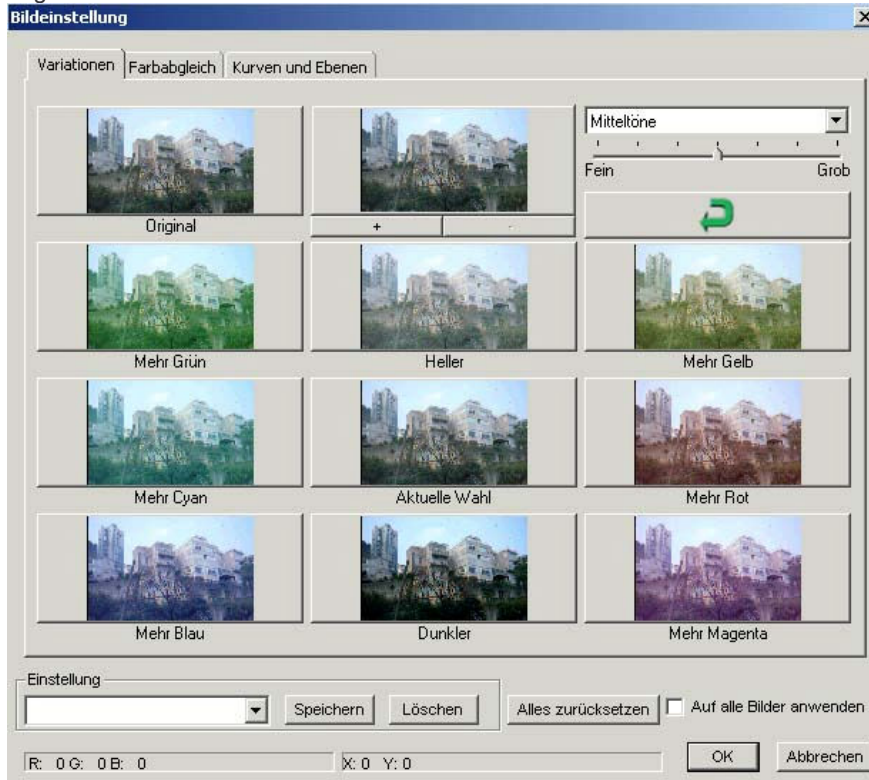 Bildeinstellung
Variationen Farbabgleich Kurven und Ebenen
Mitteltöne
Fein Grob
Original
+ -
Mehr Grün Heller Mehr Gelb
Mehr Cyan Aktuelle Wahl Mehr Rot
Mehr Blau Dunkler Mehr Magenta
Einstellung
Speichern Löschen Alles zurücksetzen Auf alle Bilder anwenden
R: 0 G: 0 B: 0 X: 0 Y: 0 OK Abbrechen